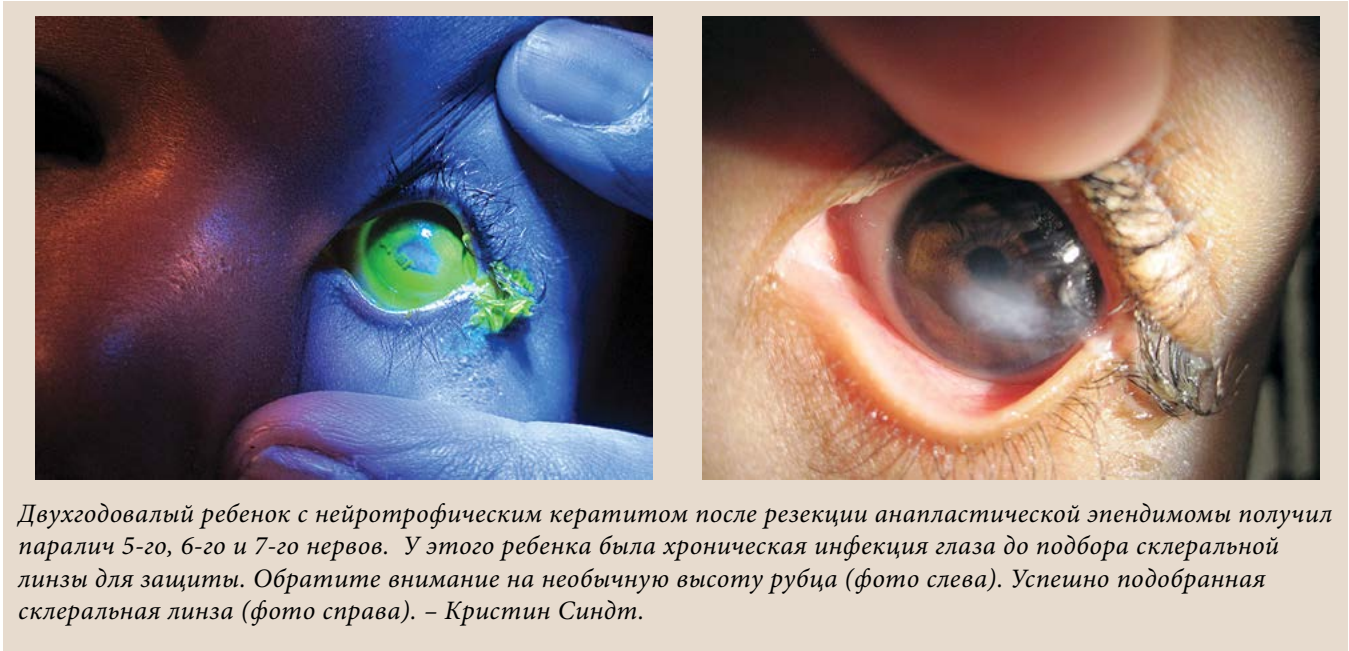 Двухгодовалый ребенок с нейротрофическим кератитом после резекции анапластической эпендимомы получил
паралич 5-го, 6-го и 7-го нервов.  У этого ребенка была хроническая инфекция глаза до подбора склеральной
линзы для защиты. Обратите внимание на необычную высоту рубца (фото слева). Успешно подобранная
склеральная линза (фото справа). – Кристин Синдт.